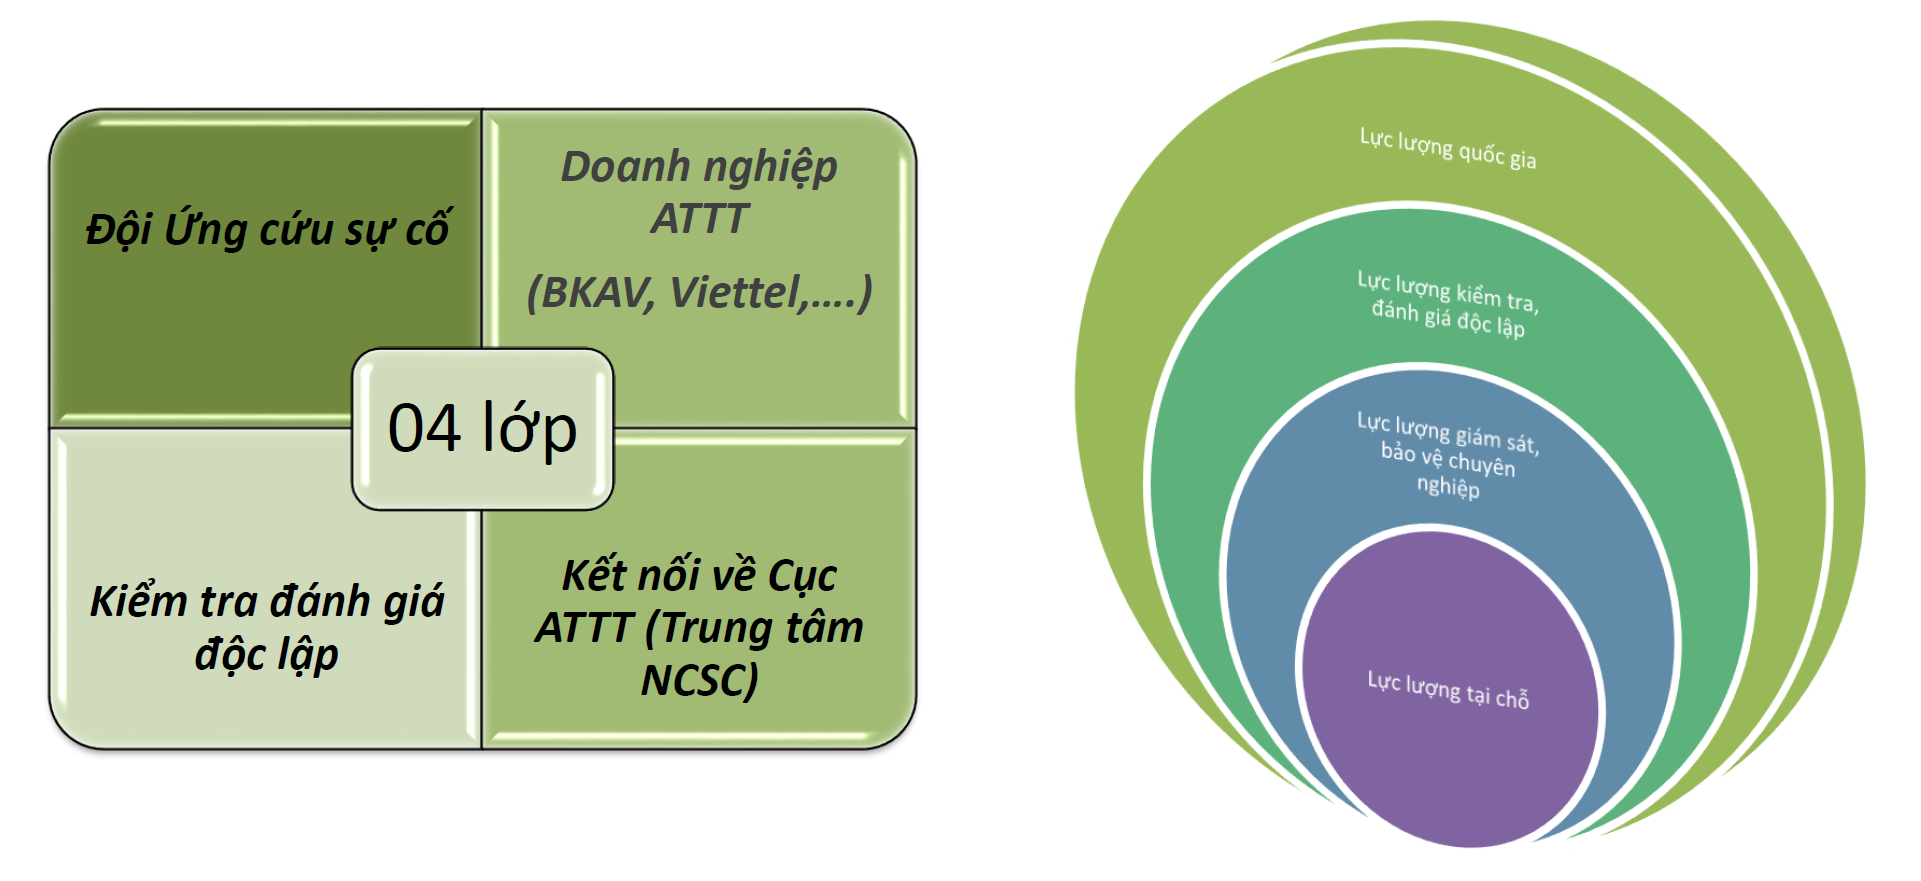 Đội Ứng cứu sự cố
Doanh nghiệp
ATTT
(BKAV, Viettel,....)
04 lớp
Kiểm tra đánh giá
độc lập
Kết nối về Cục
ATTT (Trung tâm
NCSC)
Lực lượng quốc gia
Lực lượng kiểm tra,
đánh giá độc lập
Lực lượng giám sát,
bảo vệ chuyên
nghiệp
Lực lượng tại chỗ